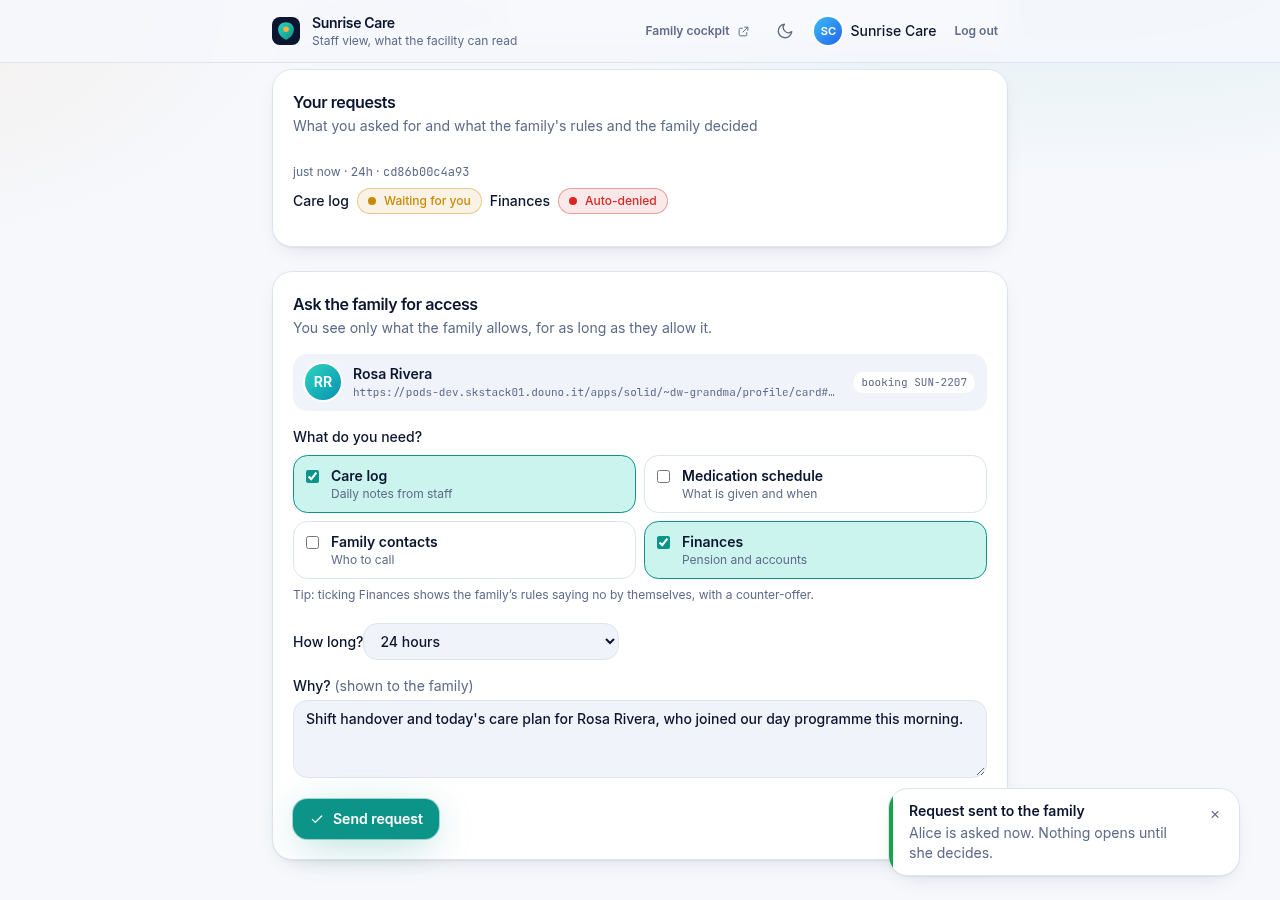 Sunrise Care
Staff view, what the facility can read
Family cockpit
SC
Sunrise Care
Log out
Your requests
What you asked for and what the family's rules and the family decided
just now · 24h · cd86b00c4a93
Care log Waiting for you Finances Auto-denied
Ask the family for access
You see only what the family allows, for as long as they allow it.
RR
Rosa Rivera
https://pods-dev.skstack01.douno.it/apps/solid/~dw-grandma/profile/card#…
booking SUN-2207
What do you need?
Care log
Daily notes from staff
Medication schedule
What is given and when
Family contacts
Who to call
Finances
Pension and accounts
Tip: ticking Finances shows the family’s rules saying no by themselves, with a counter-offer.
How long? 24 hours
Why? (shown to the family)
Shift handover and today's care plan for Rosa Rivera, who joined our day programme this morning.
Send request
Request sent to the family
Alice is asked now. Nothing opens until
she decides.